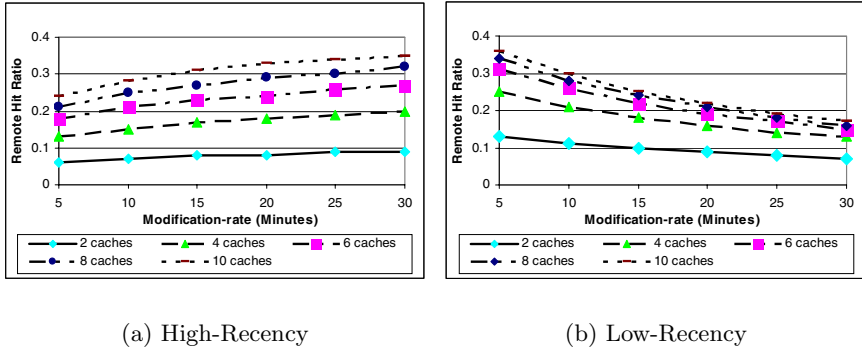 0.4
0.3
0.2
0.1
0
Remote Hit Ratio
5 10 15 20 25 30
Modification-rate (Minutes)
2 caches 4 caches 6 caches
8 caches 10 caches
(a) High-Recency
0.4
0.3
0.2
0.1
0
Remote Hit Ratio
5 10 15 20 25 30
Modification-rate (Minutes)
2 caches 4 caches 6 caches
8 caches 10 caches
(b) Low-Recency